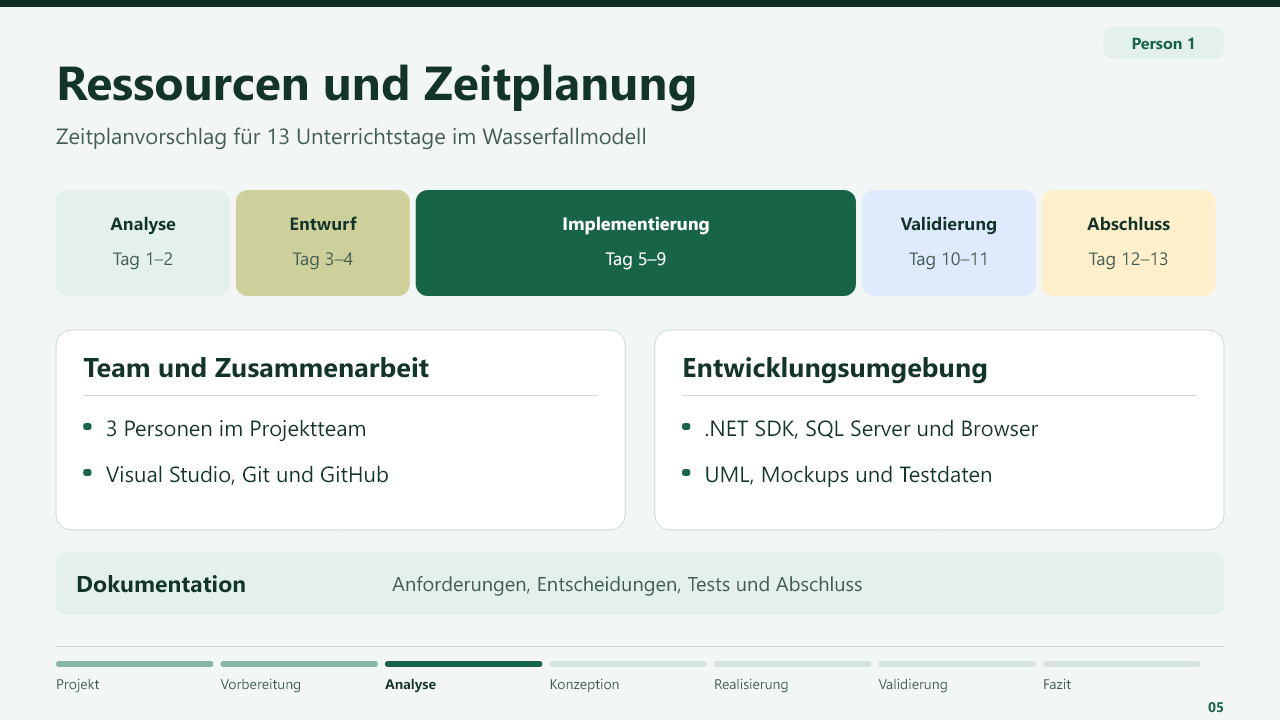 Person 1
Ressourcen und Zeitplanung
Zeitplanvorschlag für 13 Unterrichtstage im Wasserfallmodell
Analyse
Tag 1–2
Entwurf
Tag 3–4
Implementierung
Tag 5–9
Validierung
Tag 10–11
Abschluss
Tag 12–13
Team und Zusammenarbeit
3 Personen im Projektteam
Visual Studio, Git und GitHub
Entwicklungsumgebung
.NET SDK, SQL Server und Browser
UML, Mockups und Testdaten
Dokumentation
Anforderungen, Entscheidungen, Tests und Abschluss
Projekt
Vorbereitung
Analyse
Konzeption
Realisierung
Validierung
Fazit
05